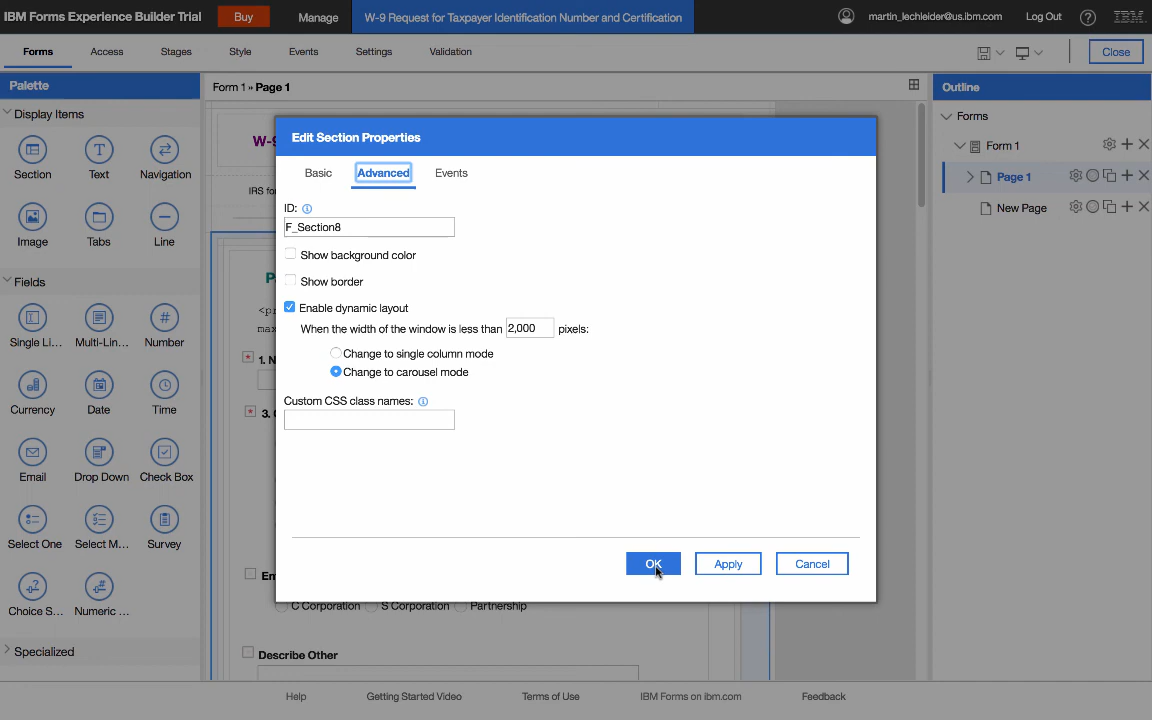 IBM Forms Experience Builder Trial
Buy
Manage
W-9 Request for Taxpayer Identification Number and Certification
martin_lechleider@us.ibm.com
Log Out
?
IBM
Forms
Access
Stages
Style
Events
Settings
Validation
Close
Palette
Form 1 » Page 1
Outline
Display Items
Section
Text
Navigation
Image
Tabs
Line
Fields
Single Li...
Multi-Lin...
Number
Currency
Date
Time
Email
Drop Down
Check Box
Select One
Select M...
Survey
Choice S...
Numeric ...
Specialized
W-9
IRS fo
<p
ma
* 1. N
* 3.
Em
C Corporation
S Corporation
Partnership
Describe Other
Edit Section Properties
Basic
Advanced
Events
ID:
F_Section8
Show background color
Show border
Enable dynamic layout
When the width of the window is less than 2,000 pixels:
Change to single column mode
Change to carousel mode
Custom CSS class names:
OK
Apply
Cancel
Forms
Form 1
Page 1
New Page
Help
Getting Started Video
Terms of Use
IBM Forms on ibm.com
Feedback